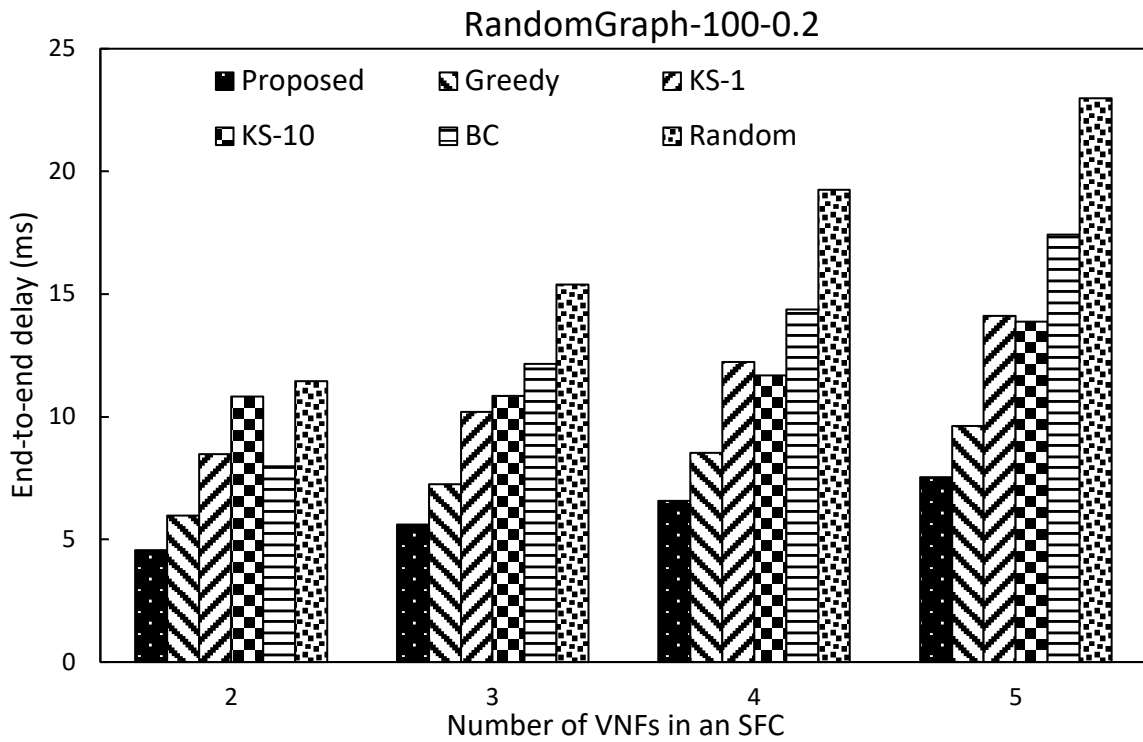 RandomGraph-100-0.2
25
20
15
10
5
0
End-to-end delay (ms)
Proposed Greedy KS-1
KS-10 BC Random
2 3 4 5
Number of VNFs in an SFC